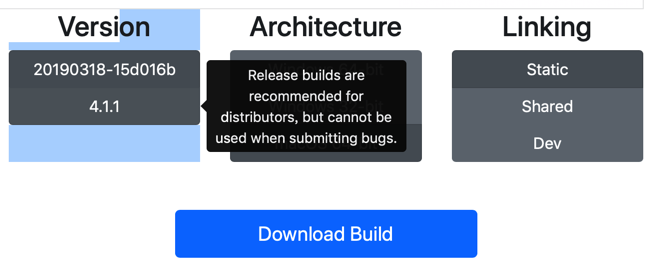 Version
Architecture
Linking
20190318-15d016b
4.1.1
Release builds are
recommended for
distributors, but cannot be
used when submitting bugs.
Static
Shared
Dev
Download Build